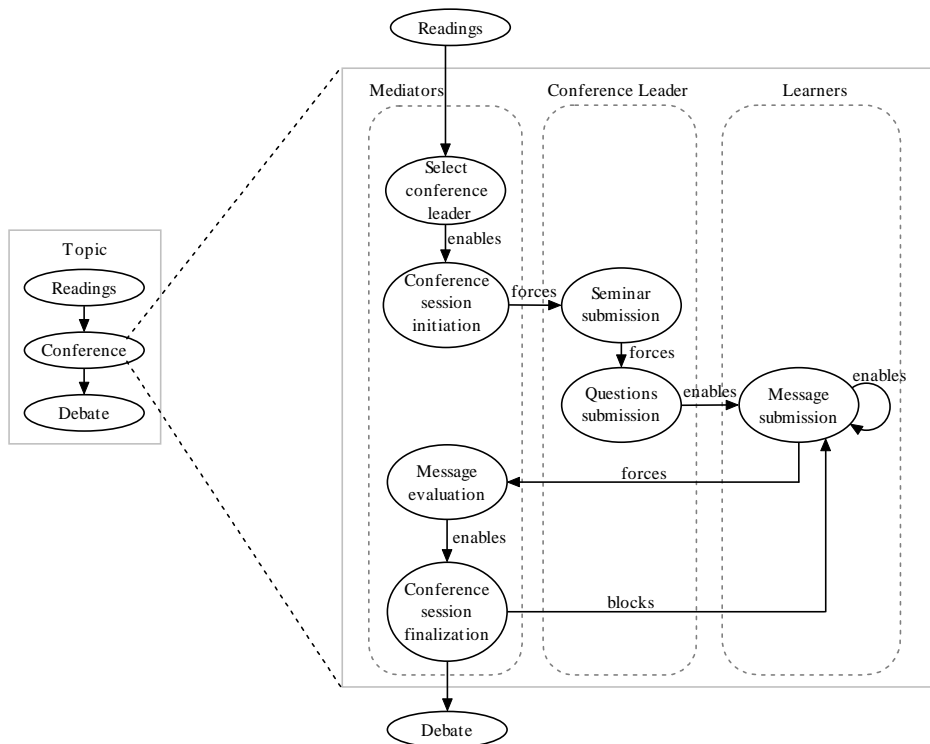 Readings
Mediators
Conference Leader
Learners
Select
conference
leader
enables
Conference
session
initiation
forces
Seminar
submission
forces
Questions
submission
enables
Message
submission
enables
forces
Message
evaluation
enables
Conference
session
finalization
blocks
Debate
Topic
Readings
Conference
Debate